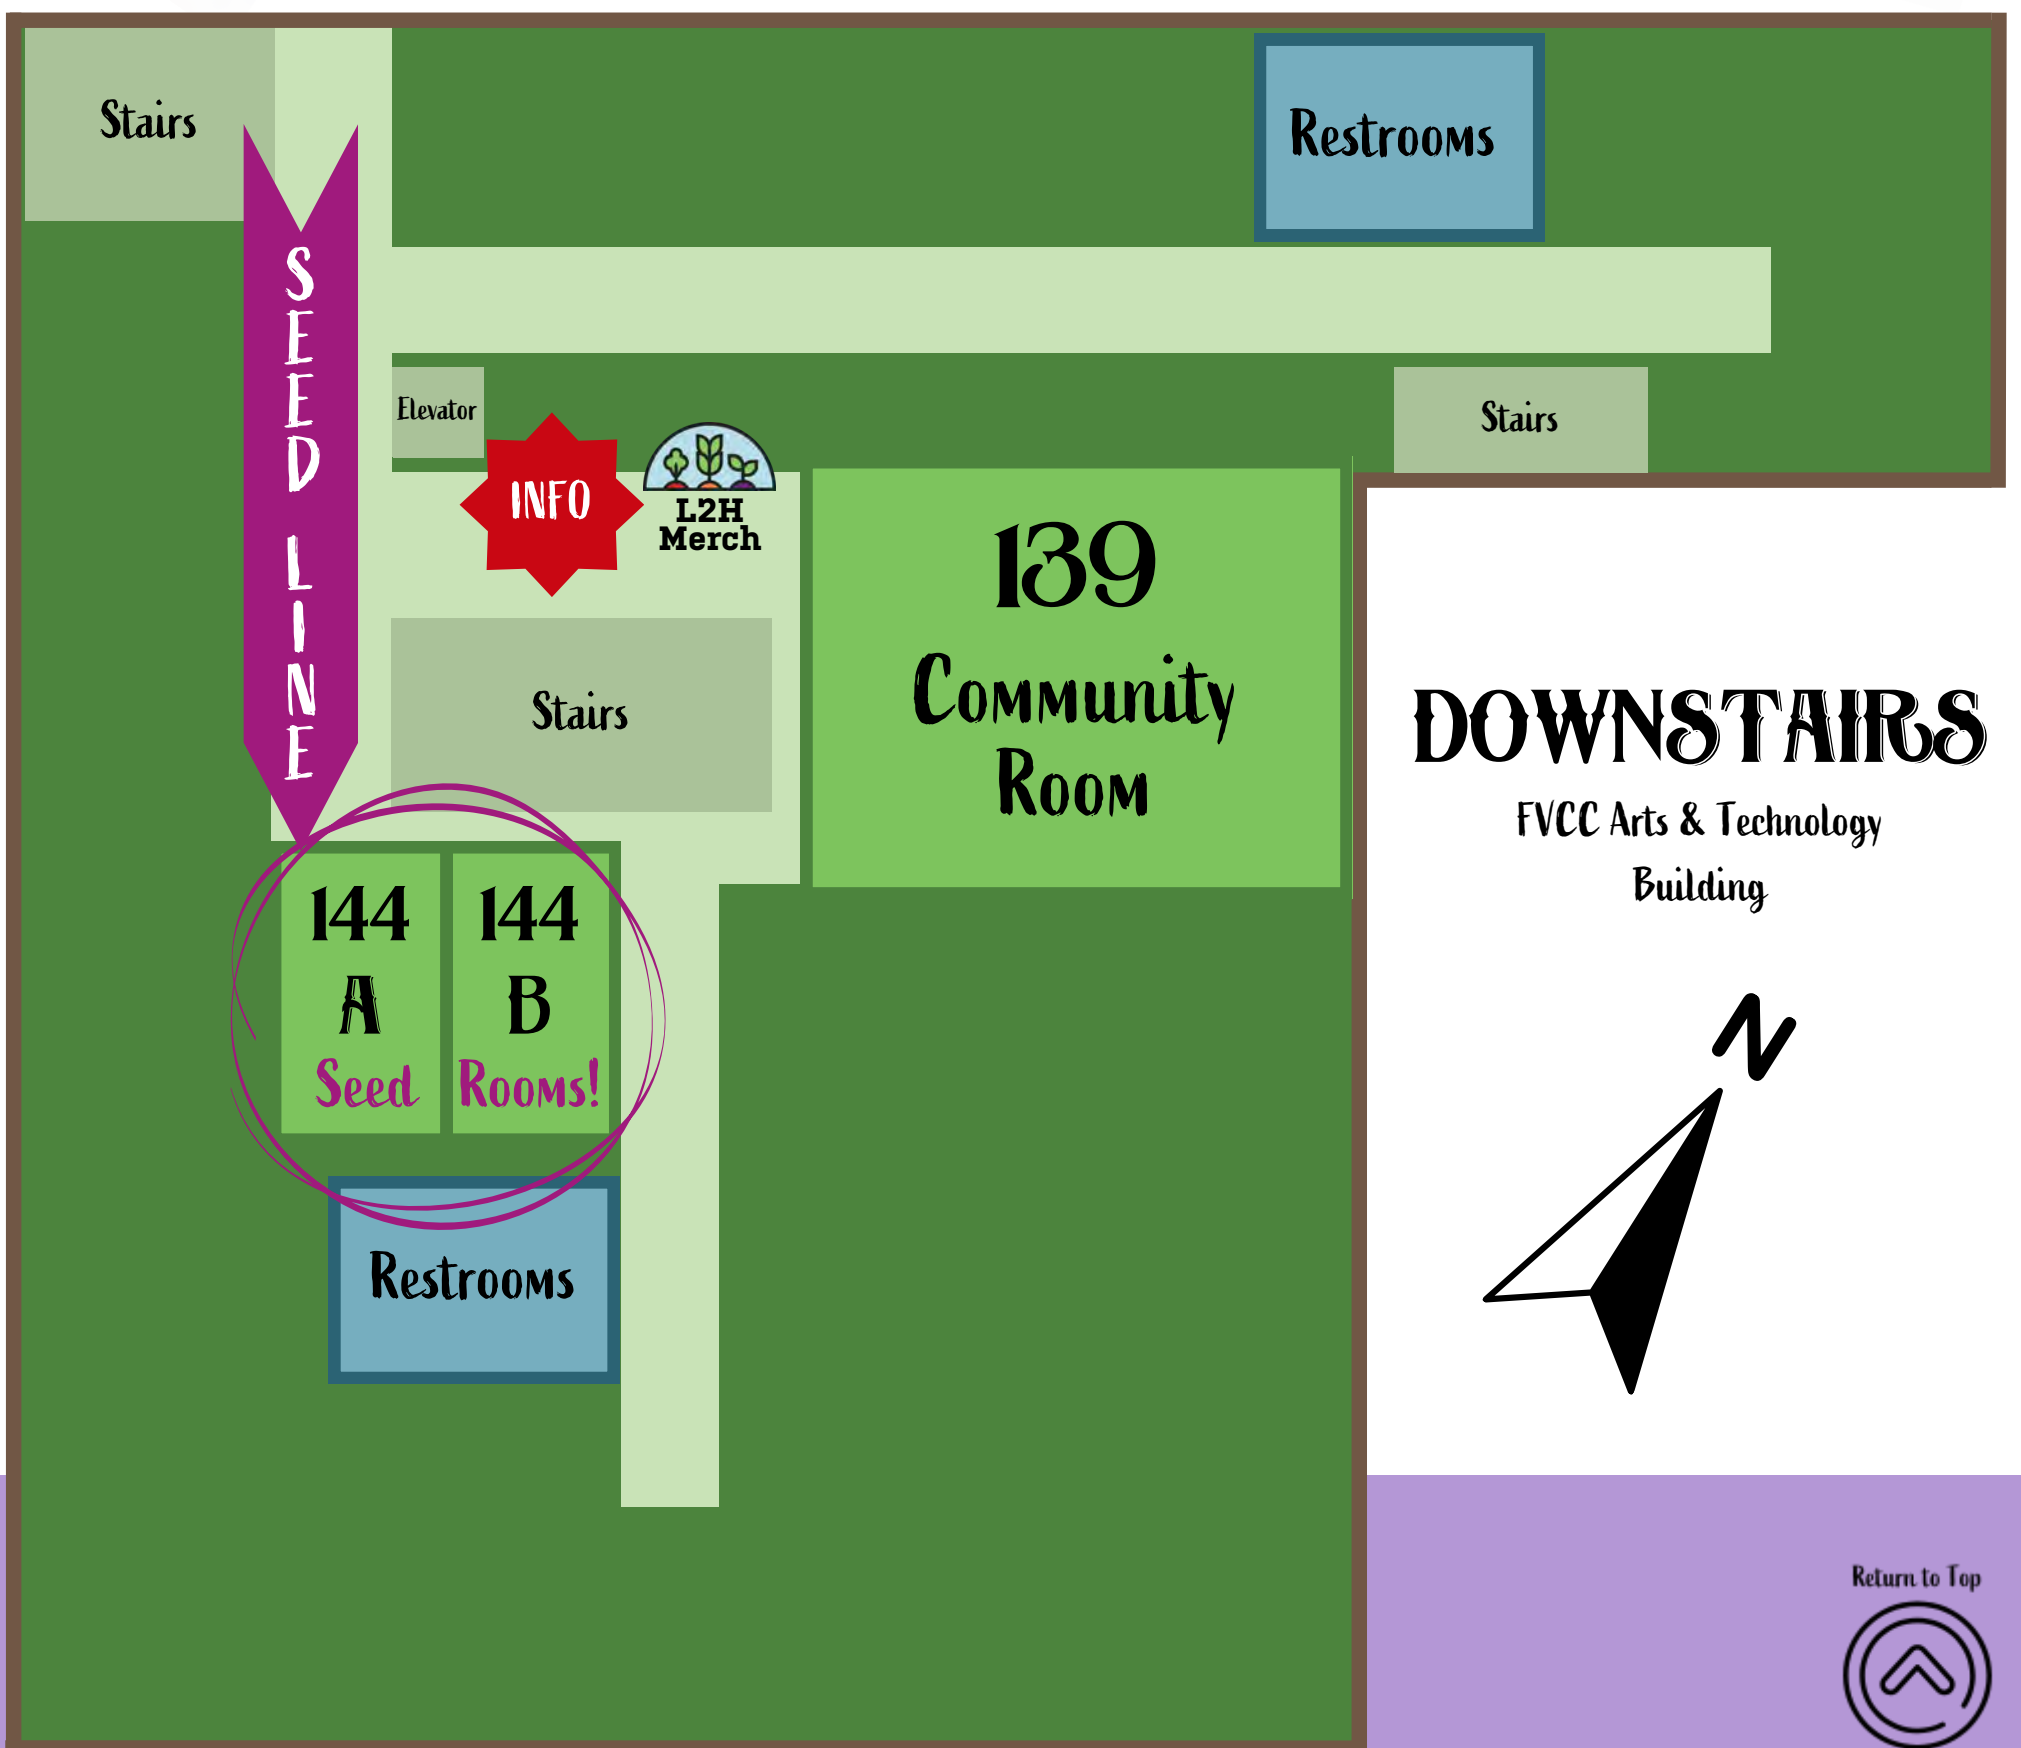 Stairs
Restrooms
SEED LINE
Elevator
INFO
L2H
Merch
Stairs
139
Community
Room
Stairs
DOWNSTAIRS
FVCC Arts & Technology
Building
144
A
Seed
144
B
Rooms!
N
Restrooms
Return to Top